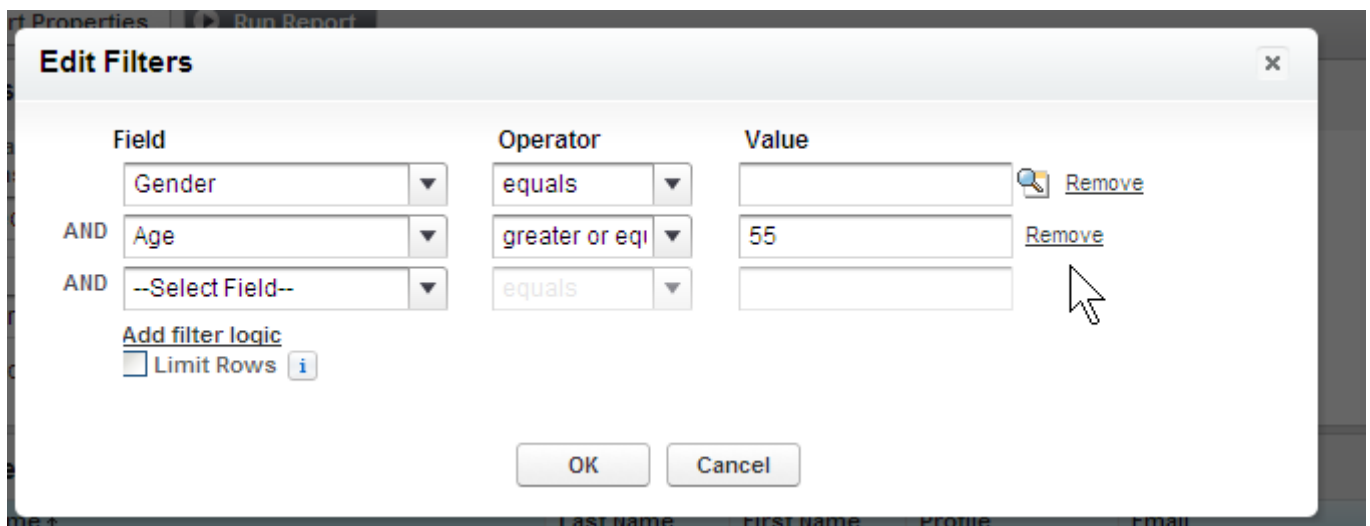 rt Properties Run Report
Edit Filters
Field Operator Value
Gender equals Remove
AND Age greater or equ 55 Remove
AND --Select Field-- equals
Add filter logic
Limit Rows i
OK Cancel
me ↑ Last Name First Name Profile Email